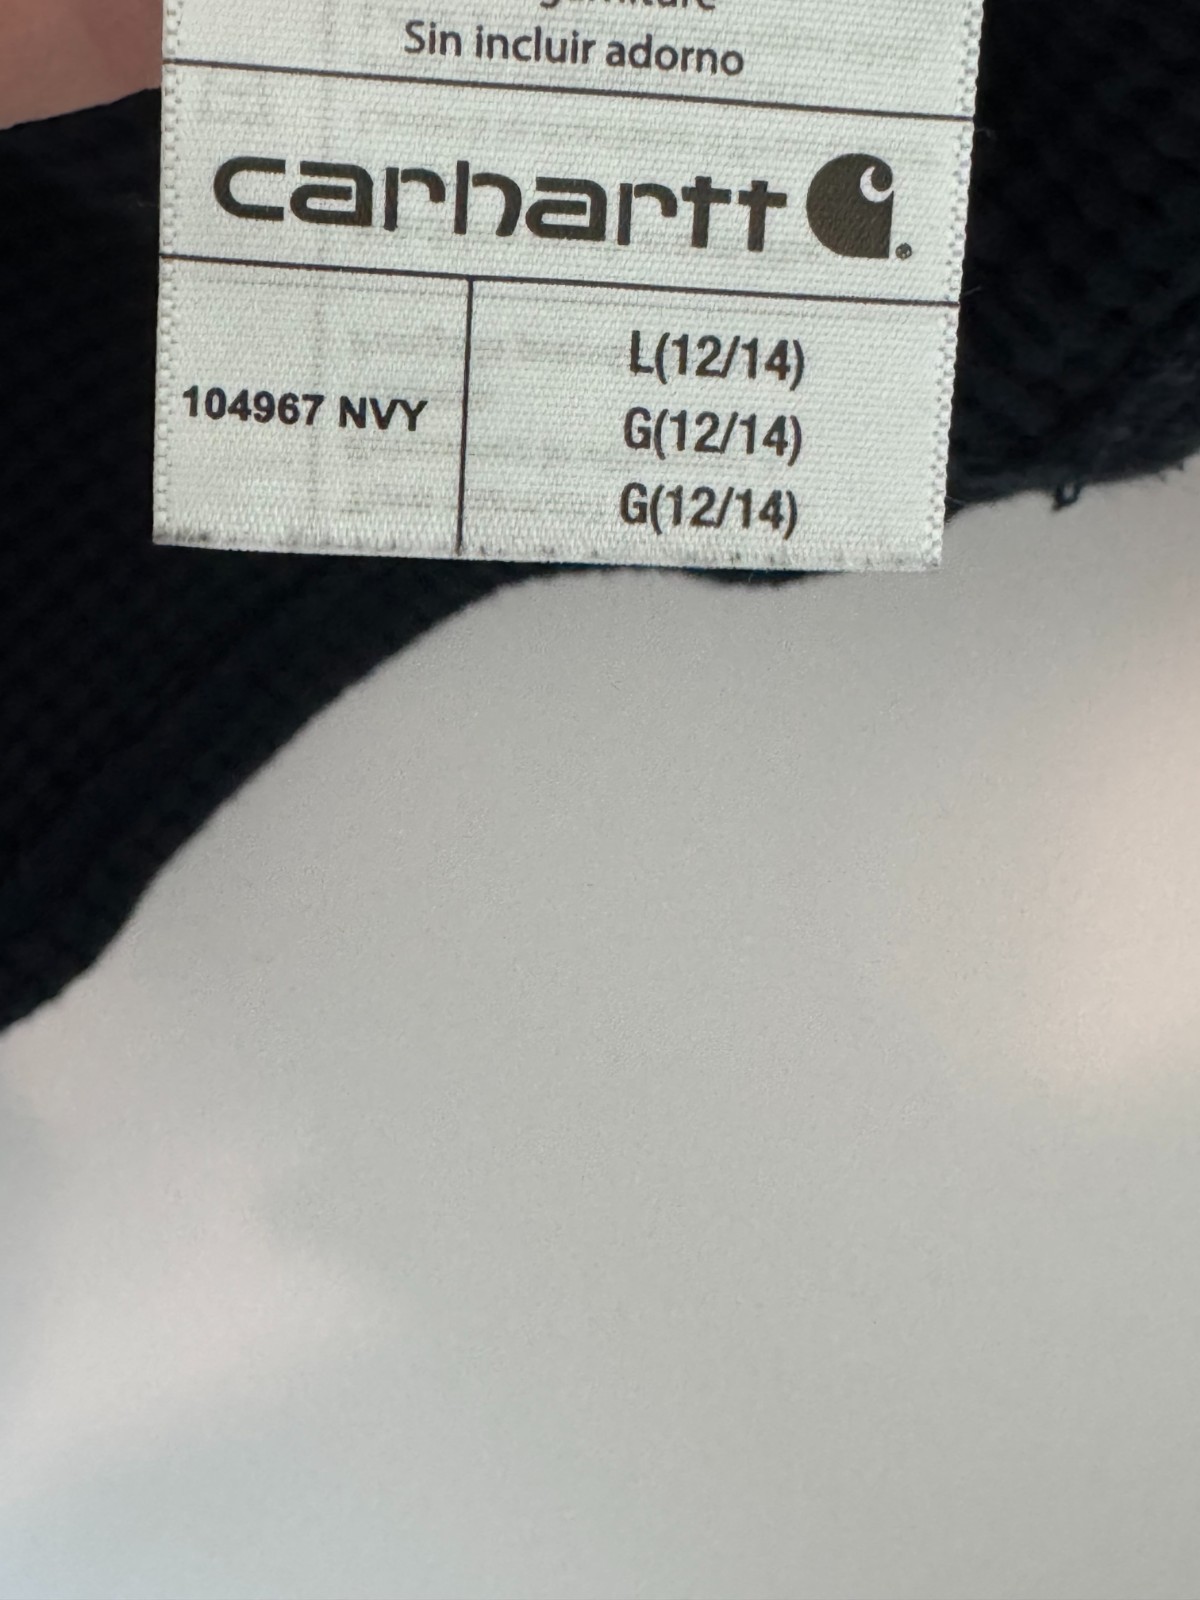 Sin incluir adorno
carhartt
104967 NVY
L(12/14)
G(12/14)
G(12/14)